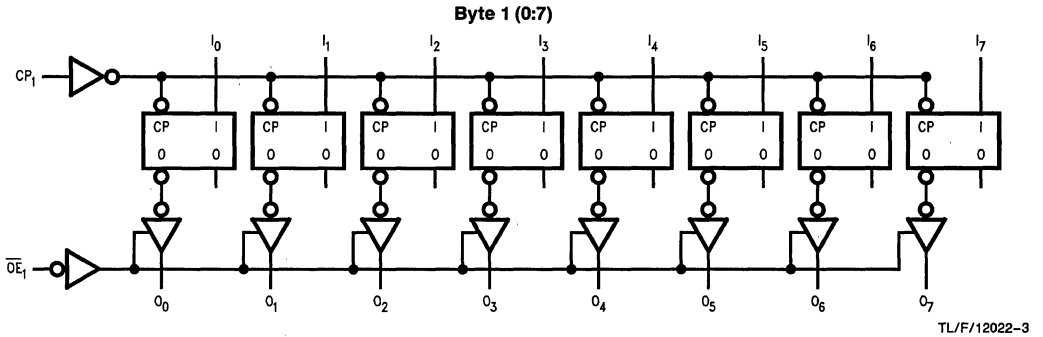 Byte 1 (0:7)
I0 I1 I2 I3 I4 I5 I6 I7
CP1
CP I CP I CP I CP I CP I CP I CP I CP I
O O O O O O O O O O O O O O O O
OE1
O0 O1 O2 O3 O4 O5 O6 O7
TL/F/12022-3